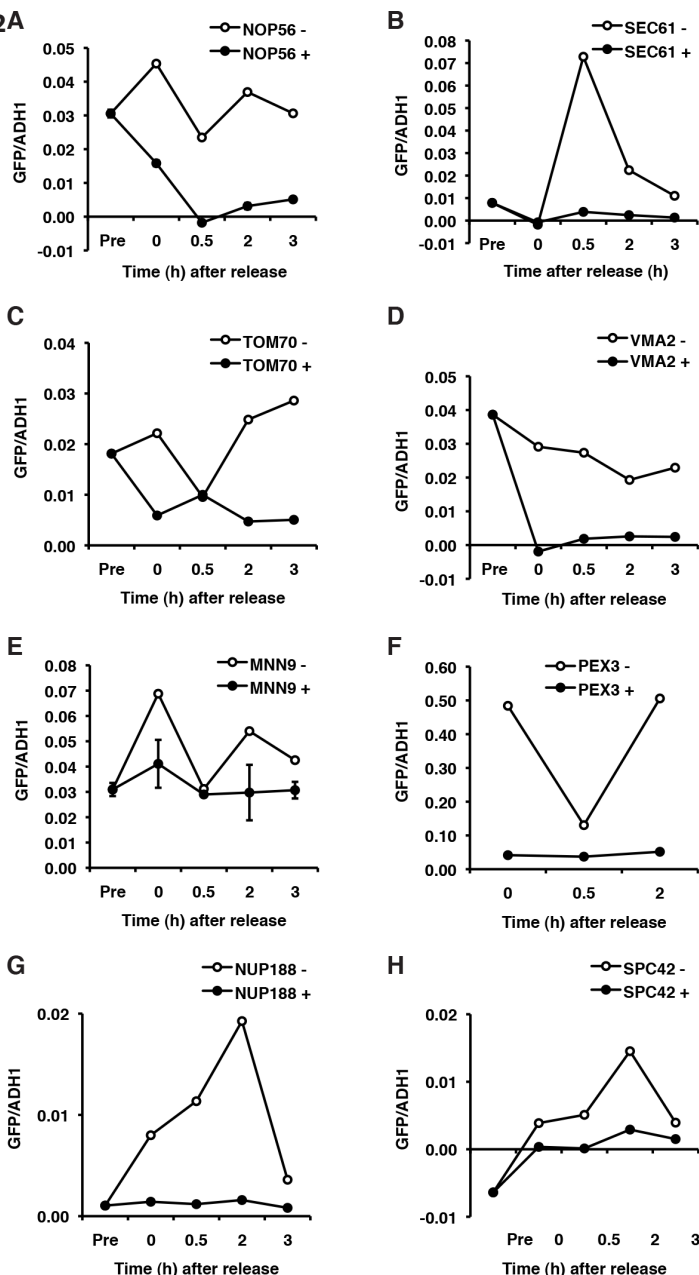 2A
NOP56 -
NOP56 +
0.05
0.04
0.03
0.02
0.01
0.00
-0.01
GFP/ADH1
Pre 0 0.5 2 3
Time (h) after release
B
SEC61 -
SEC61 +
0.08
0.07
0.06
0.05
0.04
0.03
0.02
0.01
0.00
-0.01
GFP/ADH1
Pre 0 0.5 2 3
Time after release (h)
C
TOM70 -
TOM70 +
0.04
0.03
0.02
0.01
0.00
GFP/ADH1
Pre 0 0.5 2 3
Time (h) after release
D
VMA2 -
VMA2 +
0.05
0.04
0.03
0.02
0.01
0.00
-0.01
GFP/ADH1
Pre 0 0.5 2 3
Time (h) after release
E
MNN9 -
MNN9 +
0.08
0.07
0.06
0.05
0.04
0.03
0.02
0.01
0.00
GFP/ADH1
Pre 0 0.5 2 3
Time (h) after release
F
PEX3 -
PEX3 +
0.60
0.50
0.40
0.30
0.20
0.10
0.00
GFP/ADH1
0 0.5 2
Time (h) after release
G
NUP188 -
NUP188 +
0.02
0.01
0.00
GFP/ADH1
Pre 0 0.5 2 3
Time (h) after release
H
SPC42 -
SPC42 +
0.02
0.01
0.00
-0.01
GFP/ADH1
Pre 0 0.5 2 3
Time (h) after release